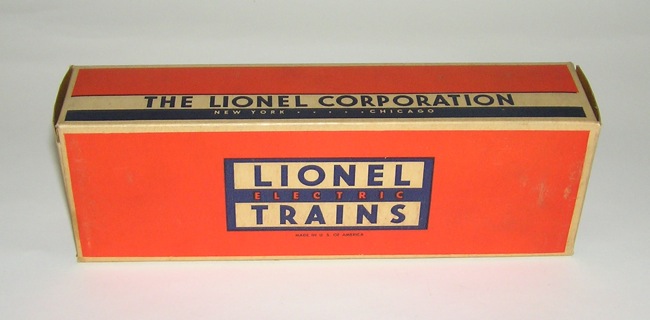 THE LIONEL CORPORATION
NEW YORK · · · · · CHICAGO
LIONEL
ELECTRIC
TRAINS
MADE IN U. S. OF AMERICA